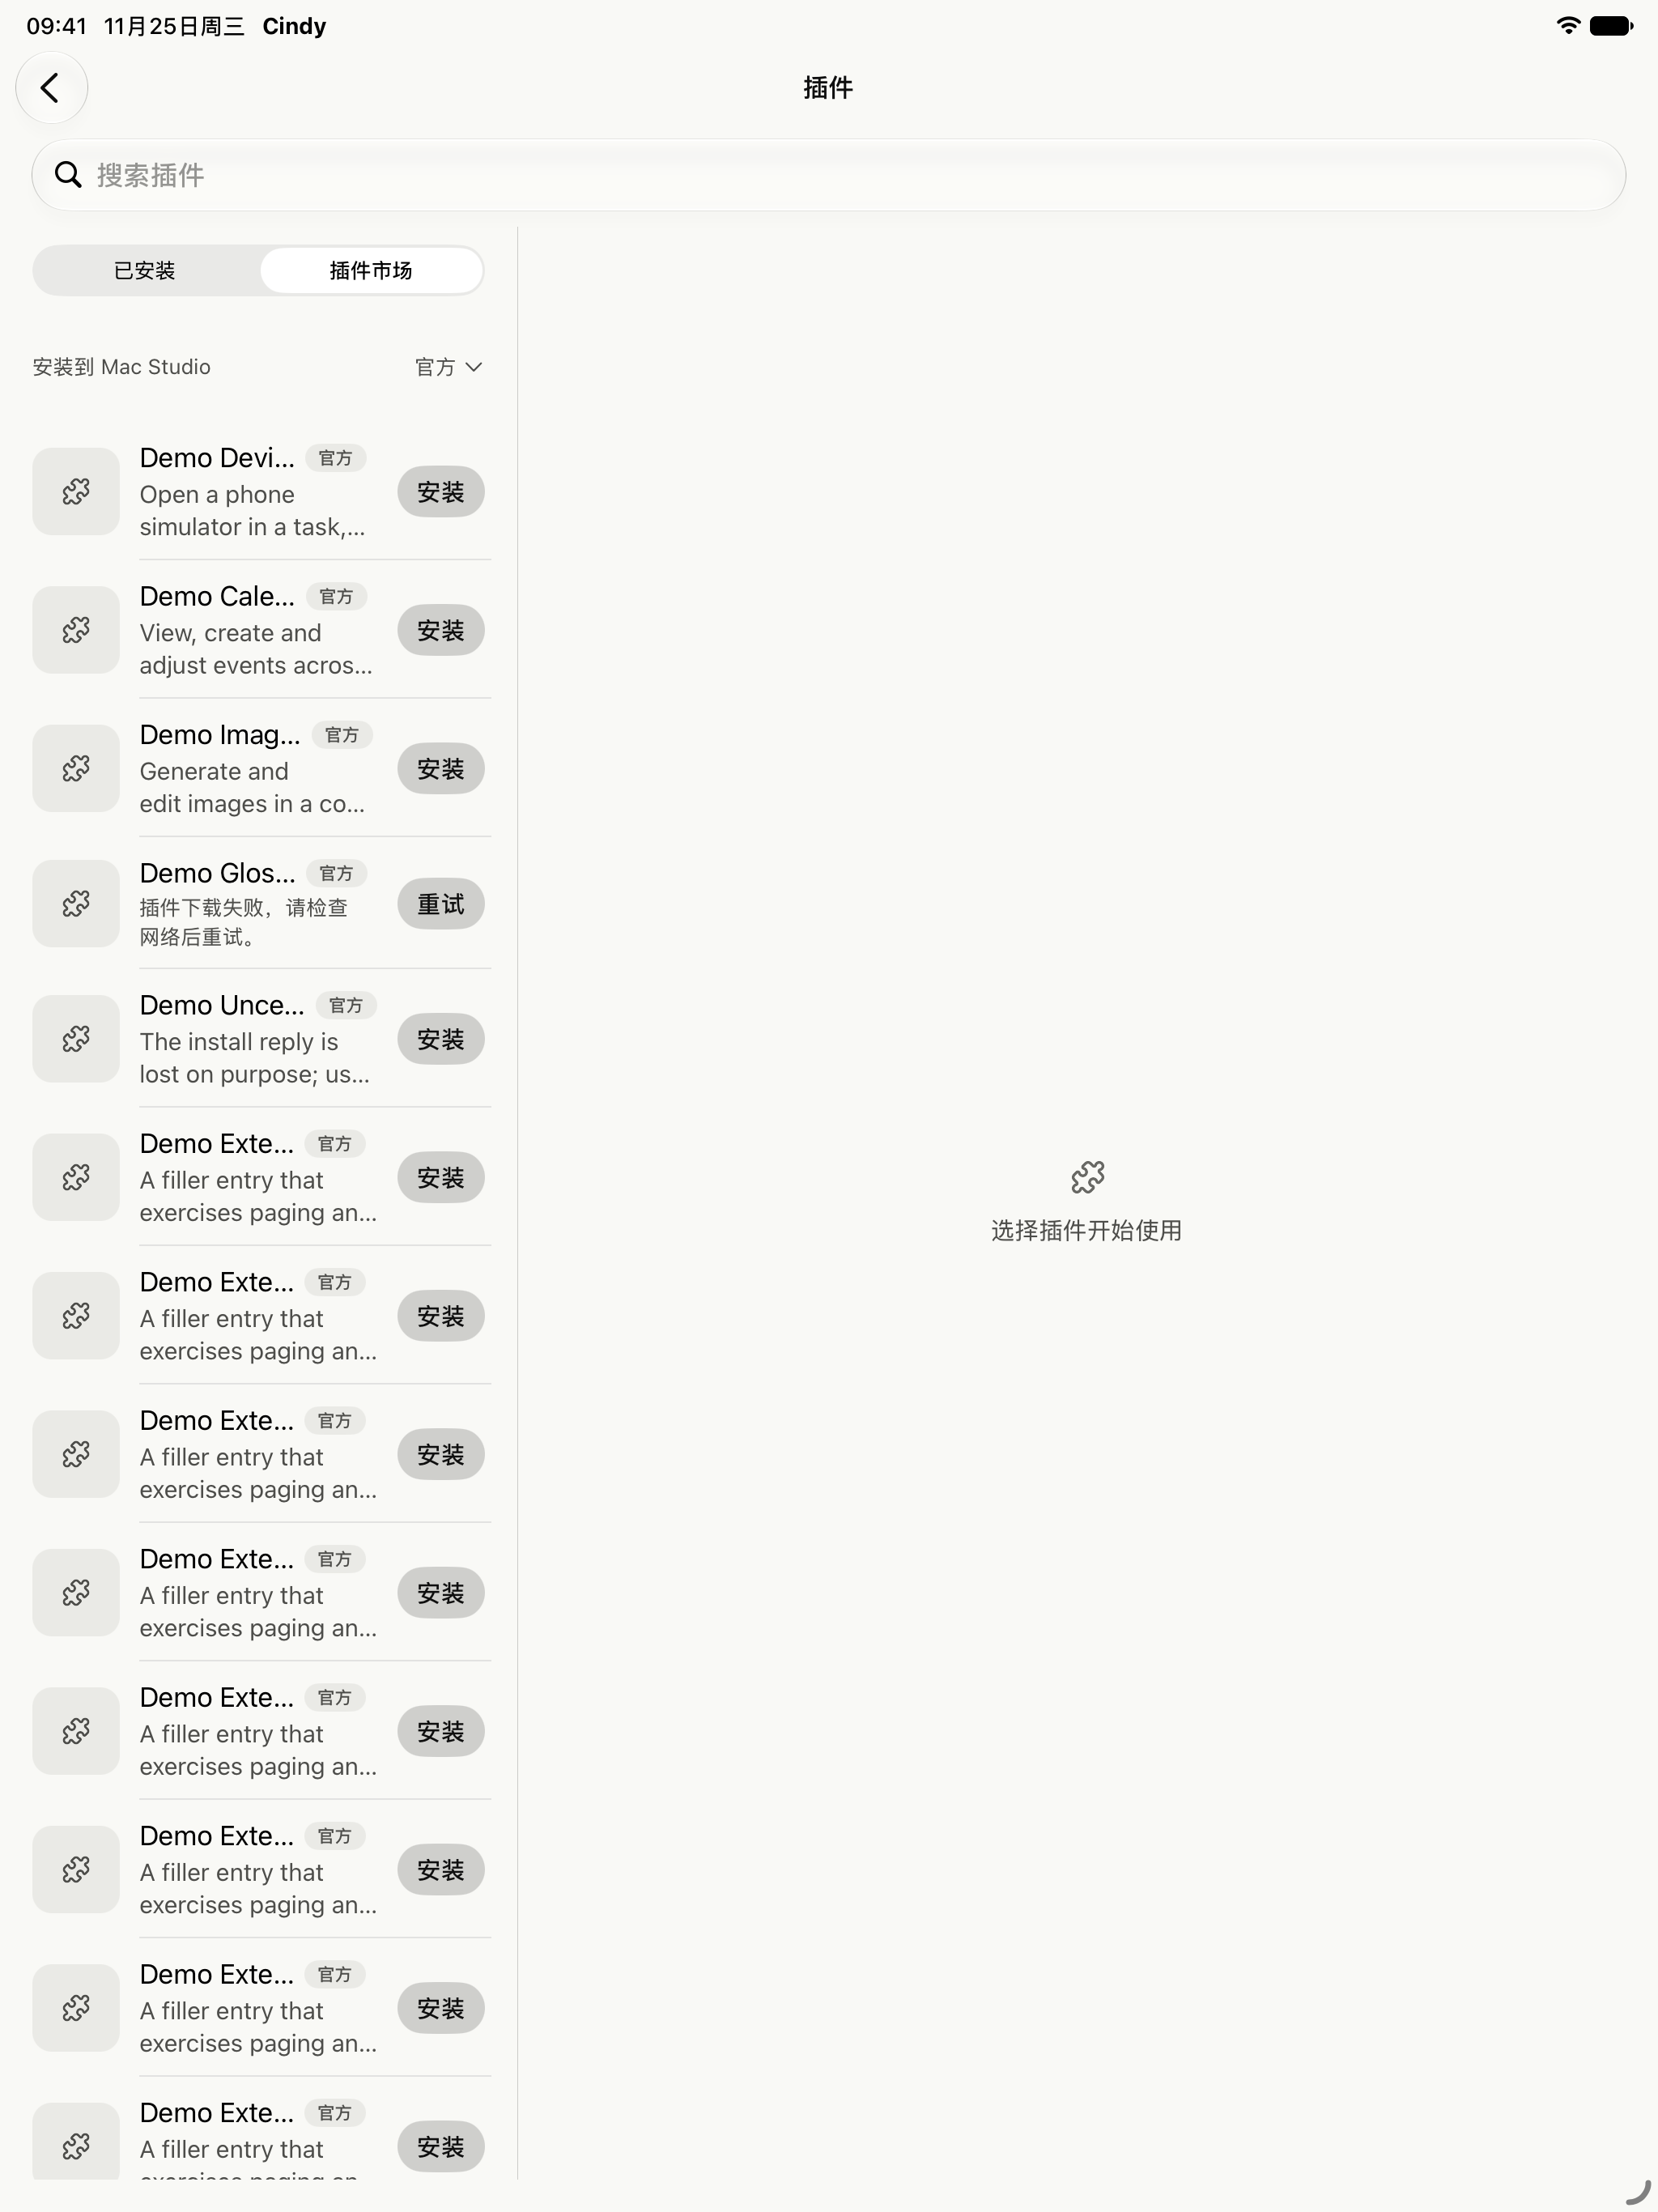 09:41 11月25日周三 Cindy
插件
搜索插件
已安装
插件市场
安装到 Mac Studio
官方
Demo Devi...
官方
Open a phone
simulator in a task,...
安装
Demo Cale...
官方
View, create and
adjust events acros...
安装
Demo Imag...
官方
Generate and
edit images in a co...
安装
Demo Glos...
官方
插件下载失败，请检查
网络后重试。
重试
Demo Unce...
官方
The install reply is
lost on purpose; us...
安装
Demo Exte...
官方
A filler entry that
exercises paging an...
安装
Demo Exte...
官方
A filler entry that
exercises paging an...
安装
Demo Exte...
官方
A filler entry that
exercises paging an...
安装
Demo Exte...
官方
A filler entry that
exercises paging an...
安装
Demo Exte...
官方
A filler entry that
exercises paging an...
安装
Demo Exte...
官方
A filler entry that
exercises paging an...
安装
Demo Exte...
官方
A filler entry that
exercises paging an...
安装
Demo Exte...
官方
A filler entry that
安装
选择插件开始使用